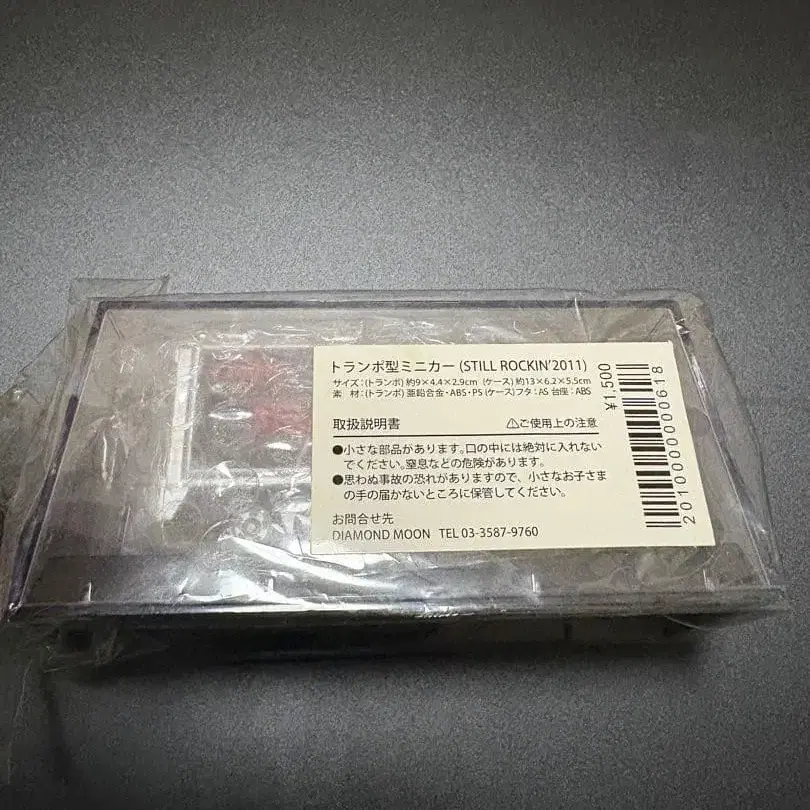 トランポ型ミニカー (STILL ROCKIN'2011)
サイズ：(トランポ) 約9×4.4×2.9cm (ケース) 約13×6.2×5.5cm
素 材：(トランポ) 亜鉛合金・ABS・PS (ケース)フタ：AS 台座：ABS
取扱説明書 ⚠ご使用上の注意
●小さな部品があります。口の中には絶対に入れない
でください。窒息などの危険があります。
●思わぬ事故の恐れがありますので、小さなお子さま
の手の届かないところに保管してください。
お問合せ先
DIAMOND MOON TEL 03-3587-9760
¥1,500
2010000000618